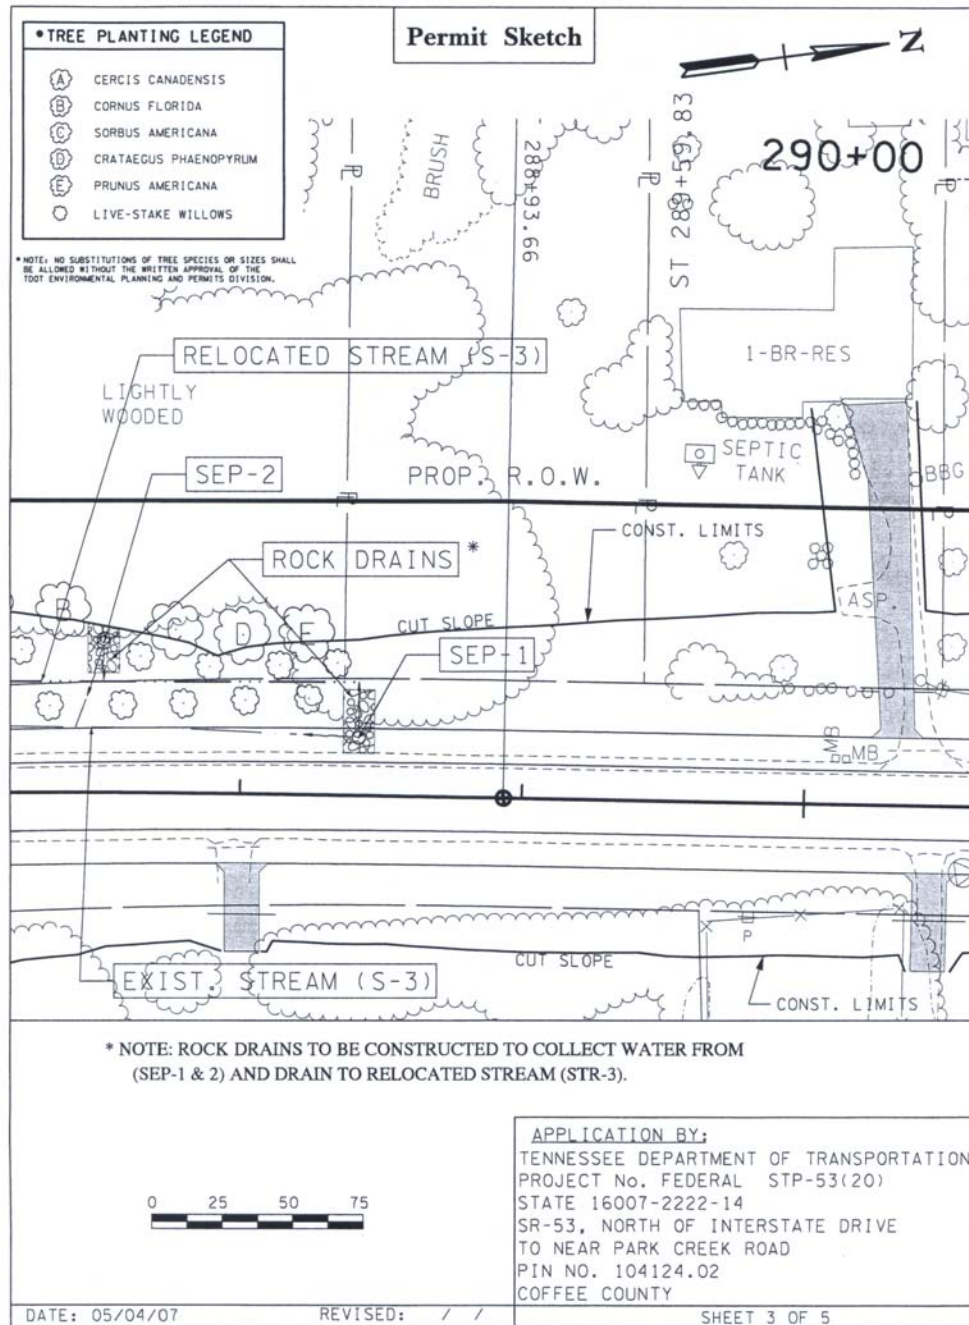 Permit Sketch
*TREE PLANTING LEGEND
A CERCIS CANADENSIS
B CORNUS FLORIDA
C SORBUS AMERICANA
D CRATAEGUS PHAENOPYRUM
E PRUNUS AMERICANA
LIVE-STAKE WILLOWS
*NOTE: NO SUBSTITUTIONS OF TREE SPECIES OR SIZES SHALL
BE ALLOWED WITHOUT THE WRITTEN APPROVAL OF THE
TDOT ENVIRONMENTAL PLANNING AND PERMITS DIVISION.
N
BRUSH
288+93.66
ST 289+59.83
290+00
PL
PL
PL
RELOCATED STREAM (S-3)
LIGHTLY
WOODED
1-BR-RES
SEP-2
SEPTIC
TANK
BBG
PROP. R.O.W.
PL
PL
PL
CONST. LIMITS
ROCK DRAINS *
ASP.
B
C
D
E
CUT SLOPE
SEP-1
MB
MB
P
CUT SLOPE
EXIST. STREAM (S-3)
CONST. LIMITS
* NOTE: ROCK DRAINS TO BE CONSTRUCTED TO COLLECT WATER FROM
(SEP-1 & 2) AND DRAIN TO RELOCATED STREAM (STR-3).
0 25 50 75
APPLICATION BY:
TENNESSEE DEPARTMENT OF TRANSPORTATION
PROJECT No. FEDERAL STP-53(20)
STATE 16007-2222-14
SR-53, NORTH OF INTERSTATE DRIVE
TO NEAR PARK CREEK ROAD
PIN NO. 104124.02
COFFEE COUNTY
DATE: 05/04/07
REVISED: / /
SHEET 3 OF 5